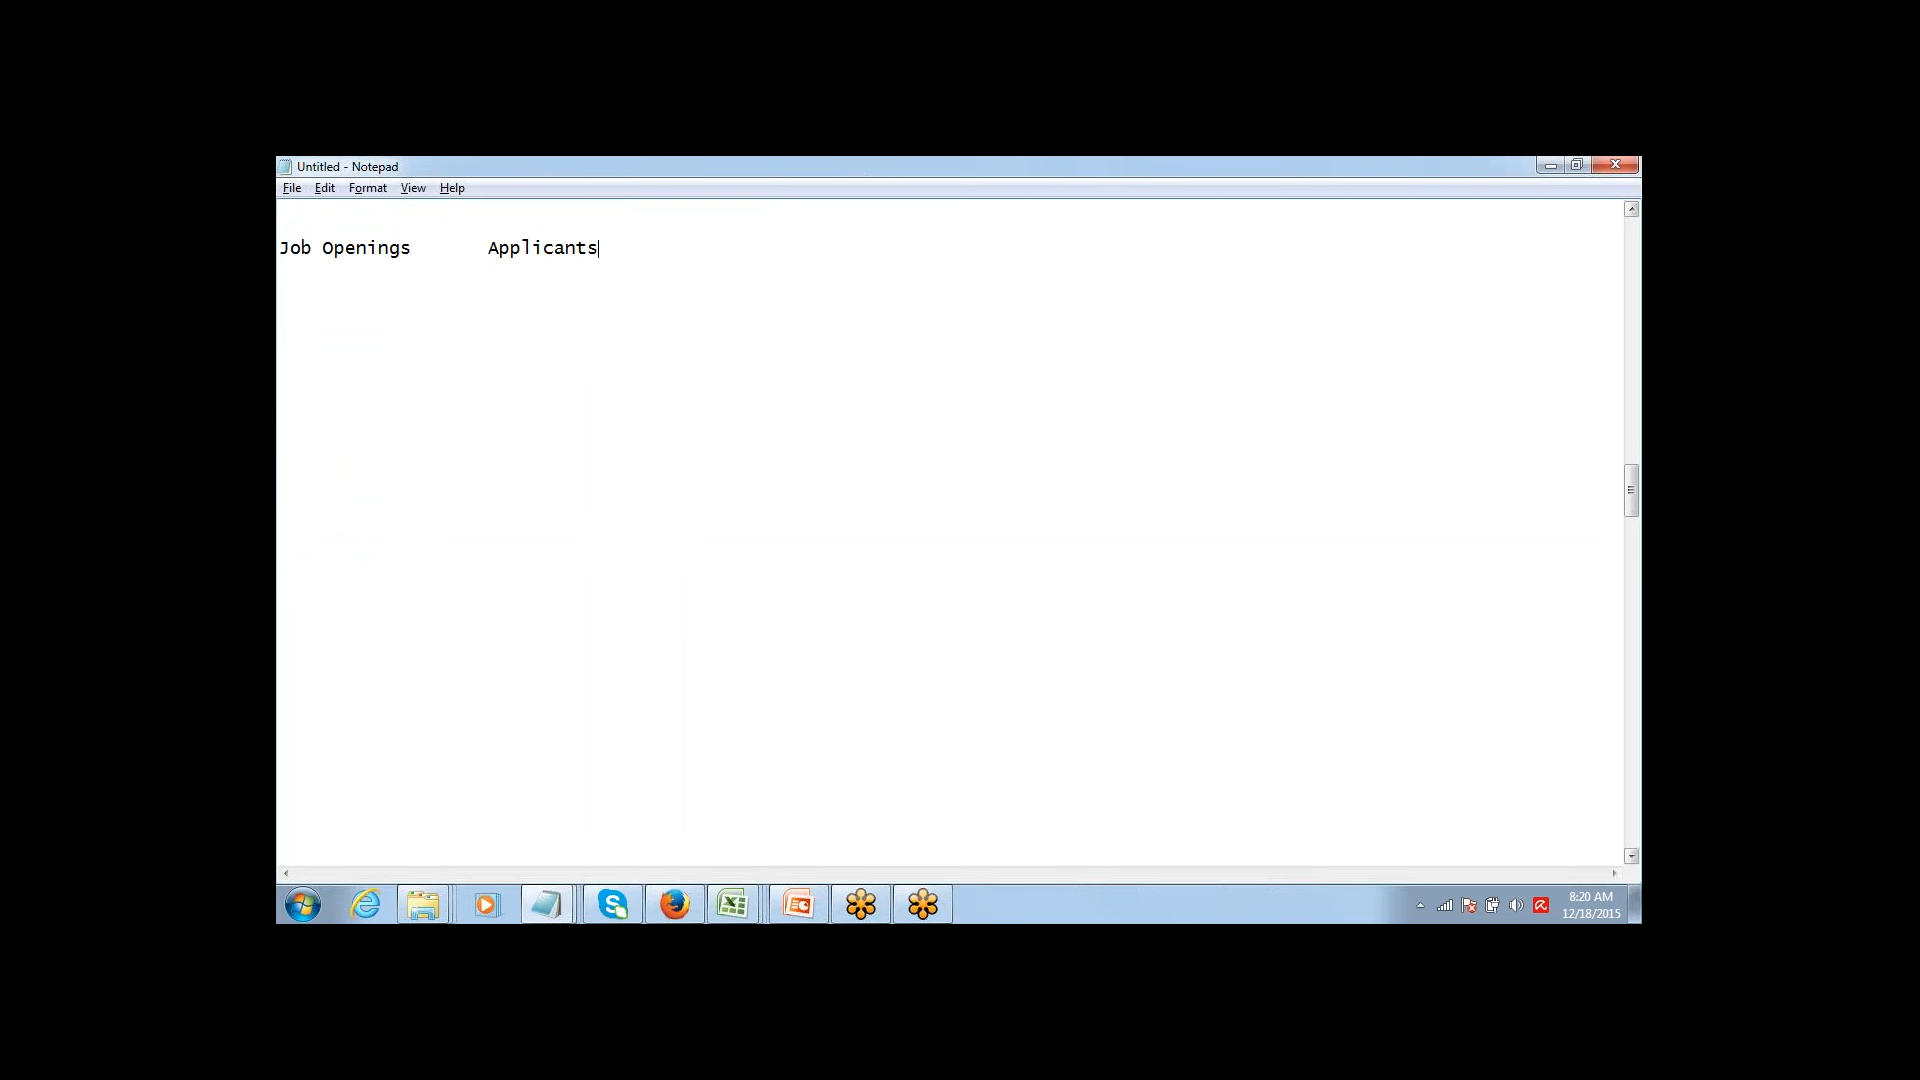 Untitled - Notepad
File Edit Format View Help
Job Openings Applicants
8:20 AM
12/18/2015